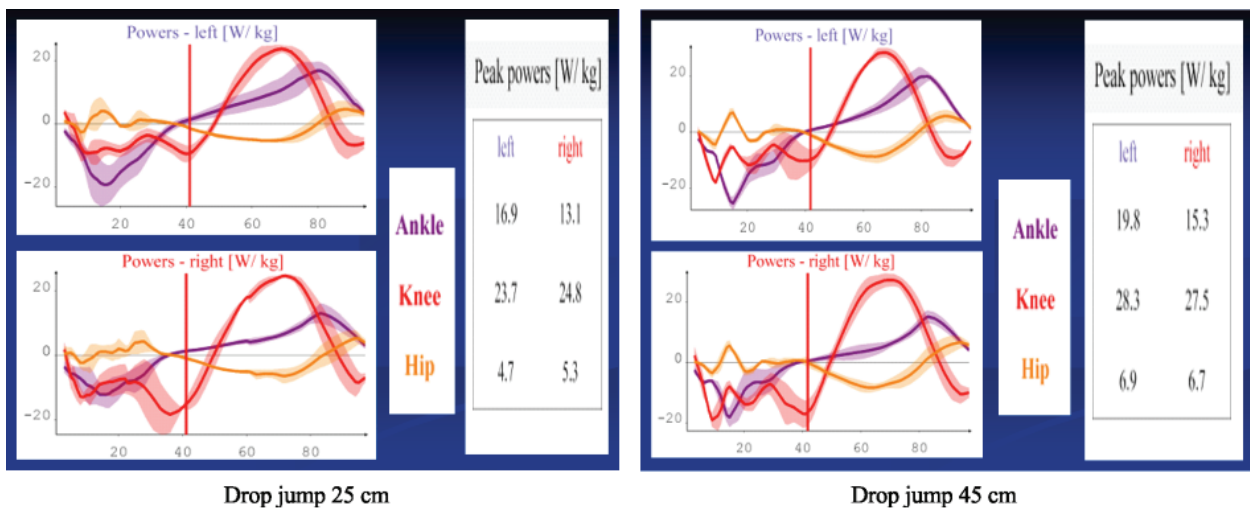 Powers - left [W/ kg]
20
0
-20
20 40 60 80
Powers - right [W/ kg]
20
0
-20
20 40 60 80
Ankle
Knee
Hip
Peak powers [W/ kg]
left right
16.9 13.1
23.7 24.8
4.7 5.3
Drop jump 25 cm
Powers - left [W/ kg]
20
0
-20
20 40 60 80
Powers - right [W/ kg]
20
0
-20
20 40 60 80
Ankle
Knee
Hip
Peak powers [W/ kg]
left right
19.8 15.3
28.3 27.5
6.9 6.7
Drop jump 45 cm